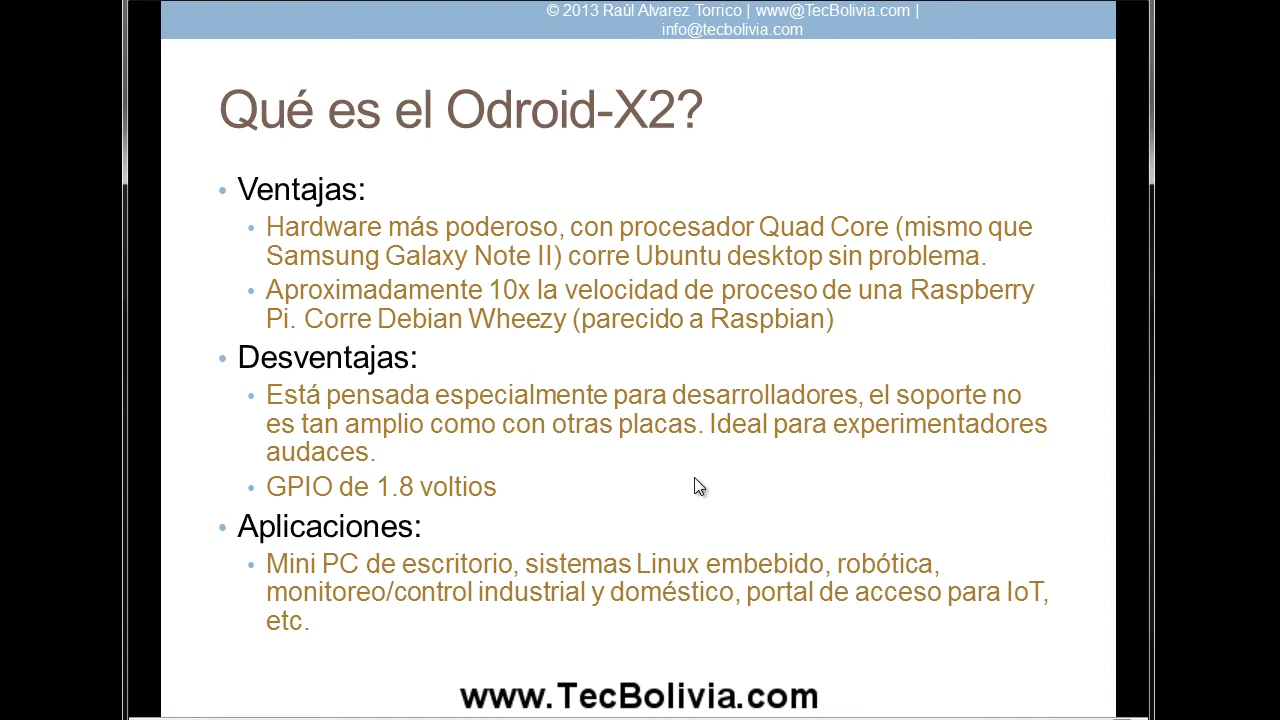 © 2013 Raúl Alvarez Torrico | www@TecBolivia.com |
info@tecbolivia.com
Qué es el Odroid-X2?
• Ventajas:
• Hardware más poderoso, con procesador Quad Core (mismo que
Samsung Galaxy Note II) corre Ubuntu desktop sin problema.
• Aproximadamente 10x la velocidad de proceso de una Raspberry
Pi. Corre Debian Wheezy (parecido a Raspbian)
• Desventajas:
• Está pensada especialmente para desarrolladores, el soporte no
es tan amplio como con otras placas. Ideal para experimentadores
audaces.
• GPIO de 1.8 voltios
• Aplicaciones:
• Mini PC de escritorio, sistemas Linux embebido, robótica,
monitoreo/control industrial y doméstico, portal de acceso para IoT,
etc.
www.TecBolivia.com